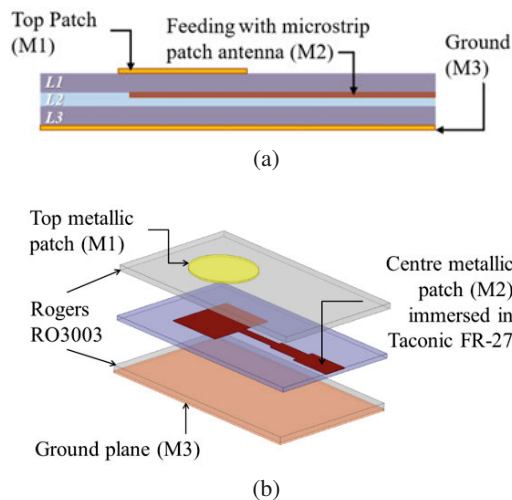 Top Patch
(M1)
Feeding with microstrip
patch antenna (M2)
Ground
(M3)
L1
L2
L3
(a)
Top metallic
patch (M1)
Rogers
RO3003
Centre metallic
patch (M2)
immersed in
Taconic FR-27
Ground plane (M3)
(b)